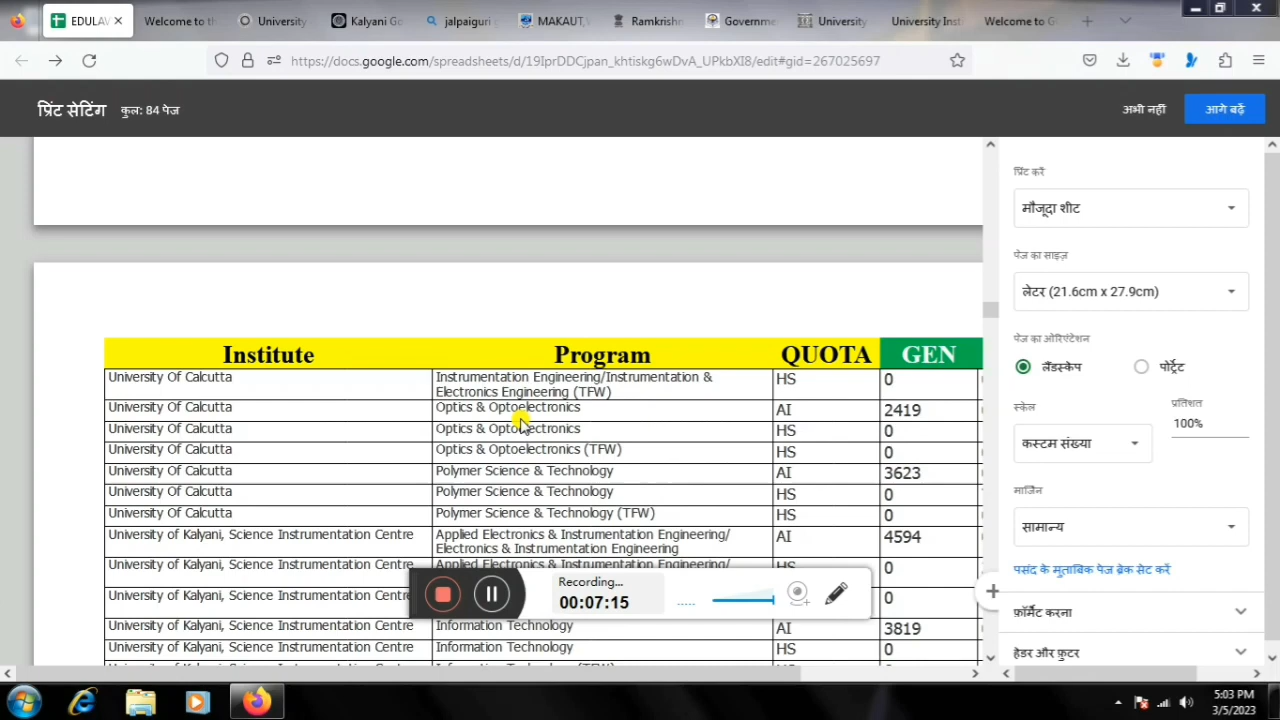 EDULAV
Welcome to th
University
Kalyani Go
jalpaiguri
MAKAUT,
Ramkrish
Governme
University
University Inst
Welcome to G
https://docs.google.com/spreadsheets/d/19IpDDCjpan_khtiskg6wDvA_UPkbXI8/edit#gid=267025697
प्रिंट सेटिंग कुल: 84 पेज
अभी नहीं
आगे बढ़ें
प्रिंट करें
मौजूदा शीट
पेज का साइज़
लेटर (21.6cm x 27.9cm)
पेज का ओरिएंटेशन
लैंडस्केप
पोर्ट्रेट
स्केल
प्रतिशत
कस्टम संख्या
100%
मार्जिन
सामान्य
पसंद के मुताबिक पेज ब्रेक सेट करें
फ़ॉर्मैट करना
हेडर और फ़ुटर
Institute Program QUOTA GEN
University Of Calcutta Instrumentation Engineering/Instrumentation & HS 0
Electronics Engineering (TFW)
University Of Calcutta Optics & Optoelectronics AI 2419
University Of Calcutta Optics & Optoelectronics HS 0
University Of Calcutta Optics & Optoelectronics (TFW) HS 0
University Of Calcutta Polymer Science & Technology AI 3623
University Of Calcutta Polymer Science & Technology HS 0
University Of Calcutta Polymer Science & Technology (TFW) HS 0
University of Kalyani, Science Instrumentation Centre Applied Electronics & Instrumentation Engineering/ AI 4594
Electronics & Instrumentation Engineering
University of Kalyani, Science Instrumentation Centre Applied Electronics & Instrumentation Engineering/ HS 0
University of Kalyani, Science Instrumentation Centre 0
University of Kalyani, Science Instrumentation Centre Information Technology AI 3819
University of Kalyani, Science Instrumentation Centre Information Technology HS 0
Recording...
00:07:15
5:03 PM
3/5/2023